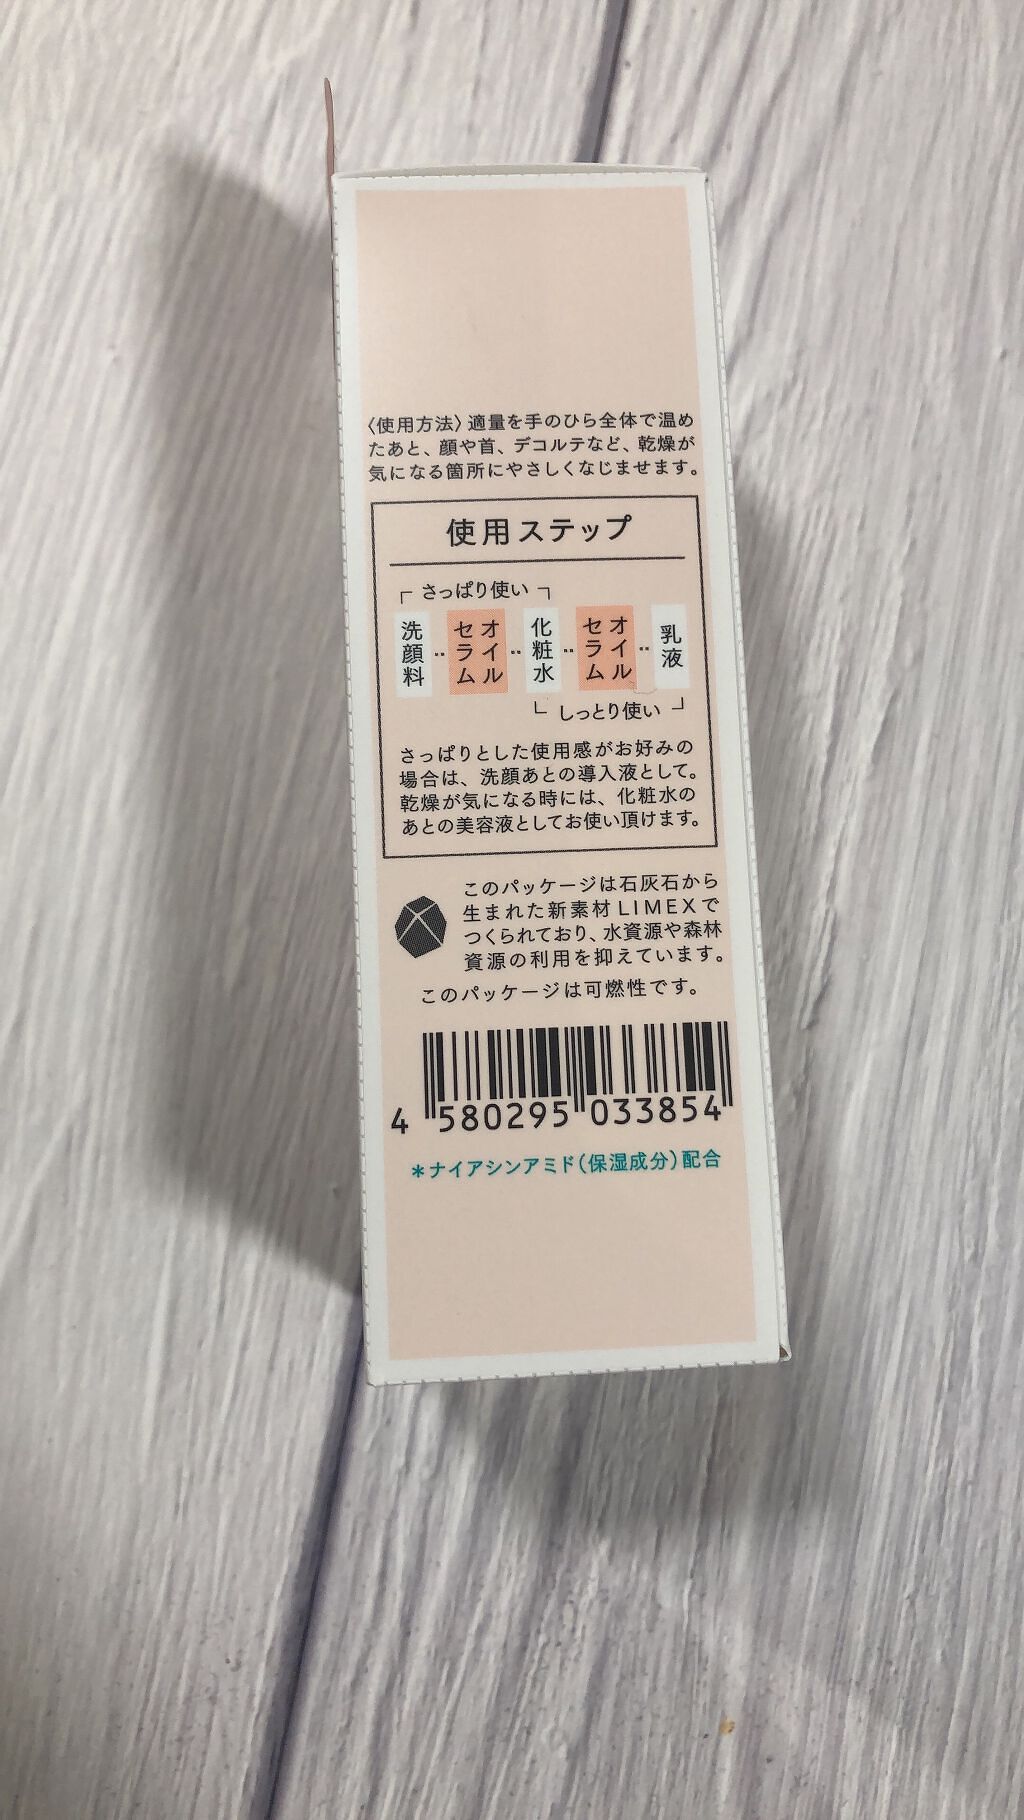 〈使用方法〉適量を手のひら全体で温め
たあと、顔や首、デコルテなど、乾燥が
気になる箇所にやさしくなじませます。
使用ステップ
さっぱり使い
洗顔料
オイル
セラム
化粧水
オイル
セラム
乳液
しっとり使い
さっぱりとした使用感がお好みの
場合は、洗顔あとの導入液として。
乾燥が気になる時には、化粧水の
あとの美容液としてお使い頂けます。
このパッケージは石灰石から
生まれた新素材LIMEXで
つくられており、水資源や森林
資源の利用を抑えています。
このパッケージは可燃性です。
4 580295 033854
*ナイアシンアミド(保湿成分)配合